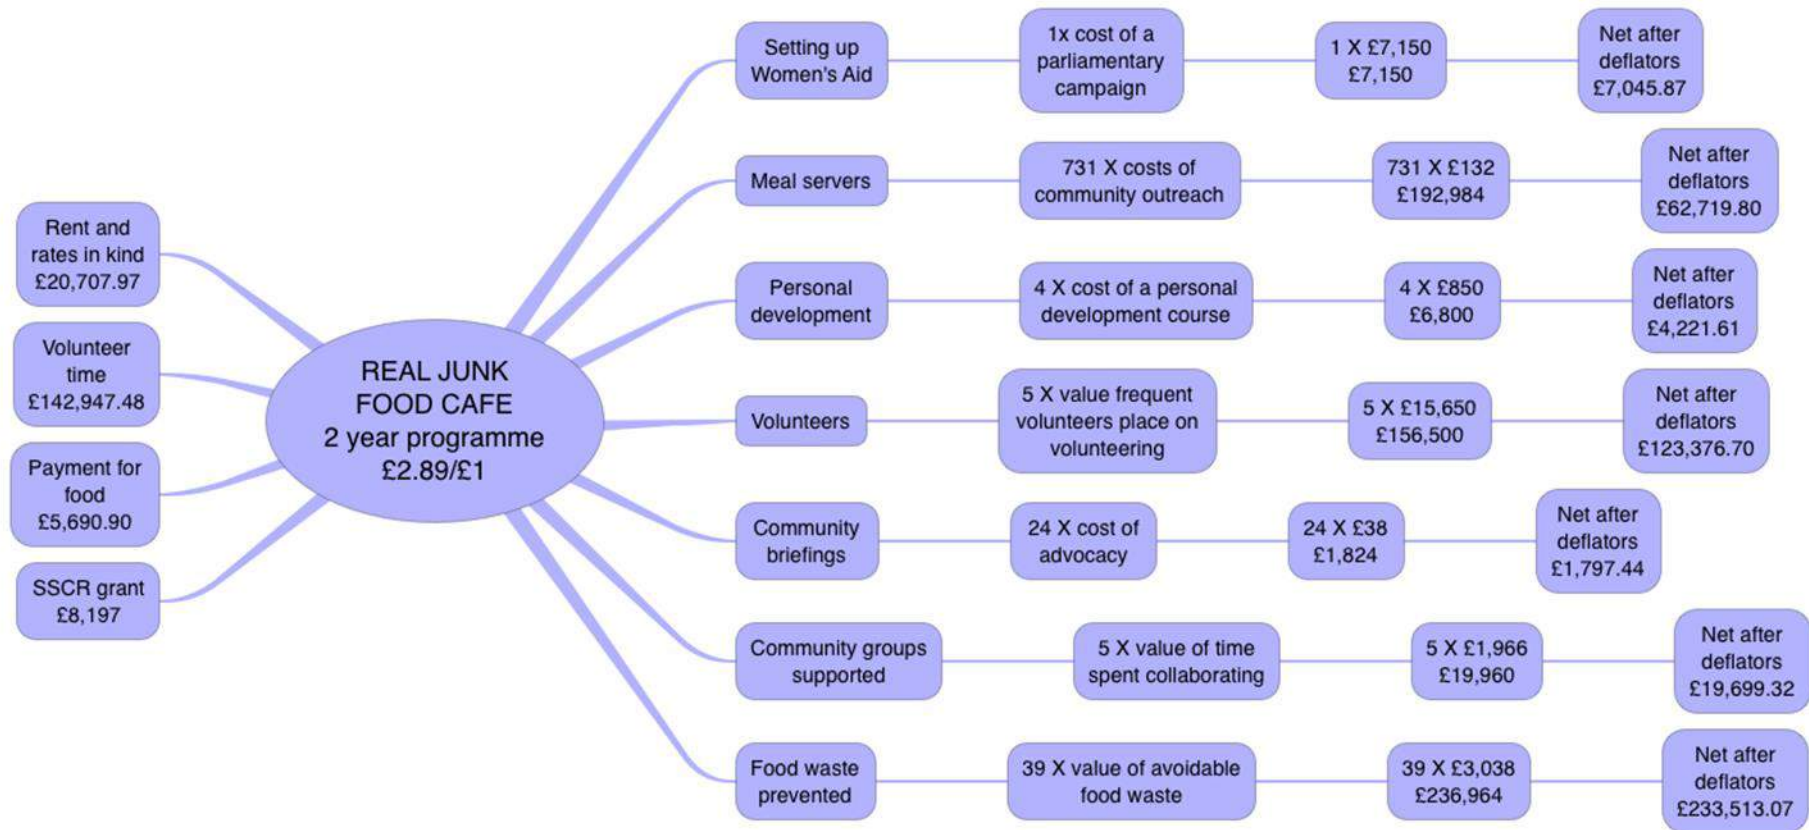 Rent and
rates in kind
£20,707.97
Volunteer
time
£142,947.48
Payment for
food
£5,690.90
SSCR grant
£8,197
REAL JUNK
FOOD CAFE
2 year programme
£2.89/£1
Setting up
Women's Aid
1x cost of a
parliamentary
campaign
1 X £7,150
£7,150
Net after
deflators
£7,045.87
Meal servers
731 X costs of
community outreach
731 X £132
£192,984
Net after
deflators
£62,719.80
Personal
development
4 X cost of a personal
development course
4 X £850
£6,800
Net after
deflators
£4,221.61
Volunteers
5 X value frequent
volunteers place on
volunteering
5 X £15,650
£156,500
Net after
deflators
£123,376.70
Community
briefings
24 X cost of
advocacy
24 X £38
£1,824
Net after
deflators
£1,797.44
Community groups
supported
5 X value of time
spent collaborating
5 X £1,966
£19,960
Net after
deflators
£19,699.32
Food waste
prevented
39 X value of avoidable
food waste
39 X £3,038
£236,964
Net after
deflators
£233,513.07